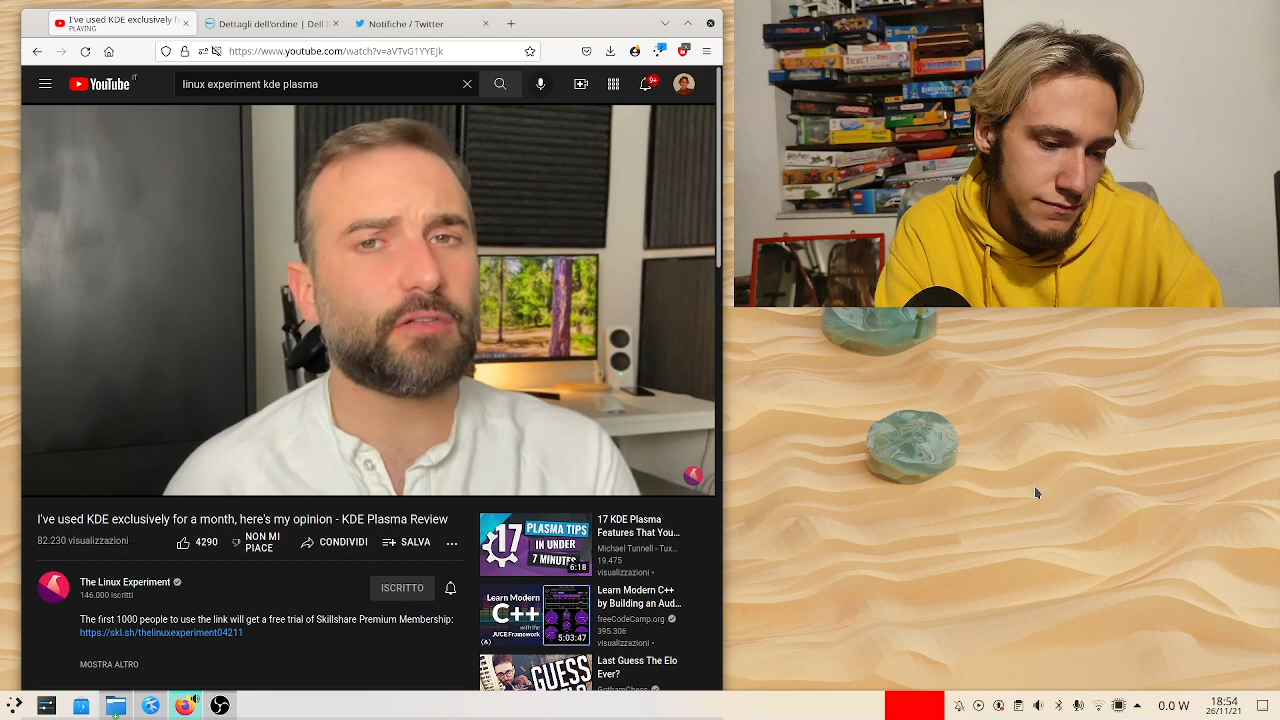 I've used KDE exclusively f
PLAYING
Dettagli dell'ordine | Dell I
Notifiche / Twitter
https://www.youtube.com/watch?v=aVTvG1YYEjk
YouTube
IT
linux experiment kde plasma
9+
I've used KDE exclusively for a month, here's my opinion - KDE Plasma Review
82.230 visualizzazioni
4290
NON MI PIACE
CONDIVIDI
SALVA
The Linux Experiment
146.000 iscritti
ISCRITTO
The first 1000 people to use the link will get a free trial of Skillshare Premium Membership:
https://skl.sh/thelinuxexperiment04211
MOSTRA ALTRO
17
PLASMA TIPS
IN UNDER
7 MINUTES
6:18
17 KDE Plasma
Features That You...
Michael Tunnell - Tux...
19.475
visualizzazioni •
Learn Modern
C++
with the
JUCE Framework
5:03:47
Learn Modern C++
by Building an Aud...
freeCodeCamp.org
395.306
visualizzazioni •
GUESS
Last Guess The Elo
Ever?
GothamChess
0.0 W
18:54
26/11/21